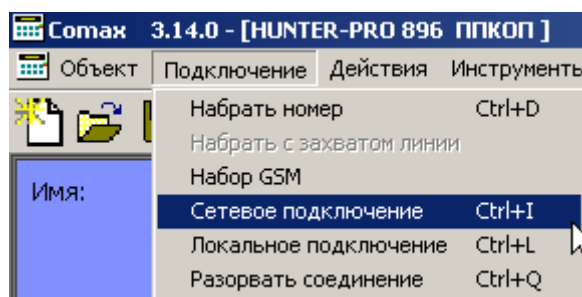 Comax 3.14.0 - [HUNTER-PRO 896 ППКОП ]
Объект Подключение Действия Инструменты
Набрать номер Ctrl+D
Набрать с захватом линии
Набор GSM
Имя:
Сетевое подключение Ctrl+I
Локальное подключение Ctrl+L
Разорвать соединение Ctrl+Q